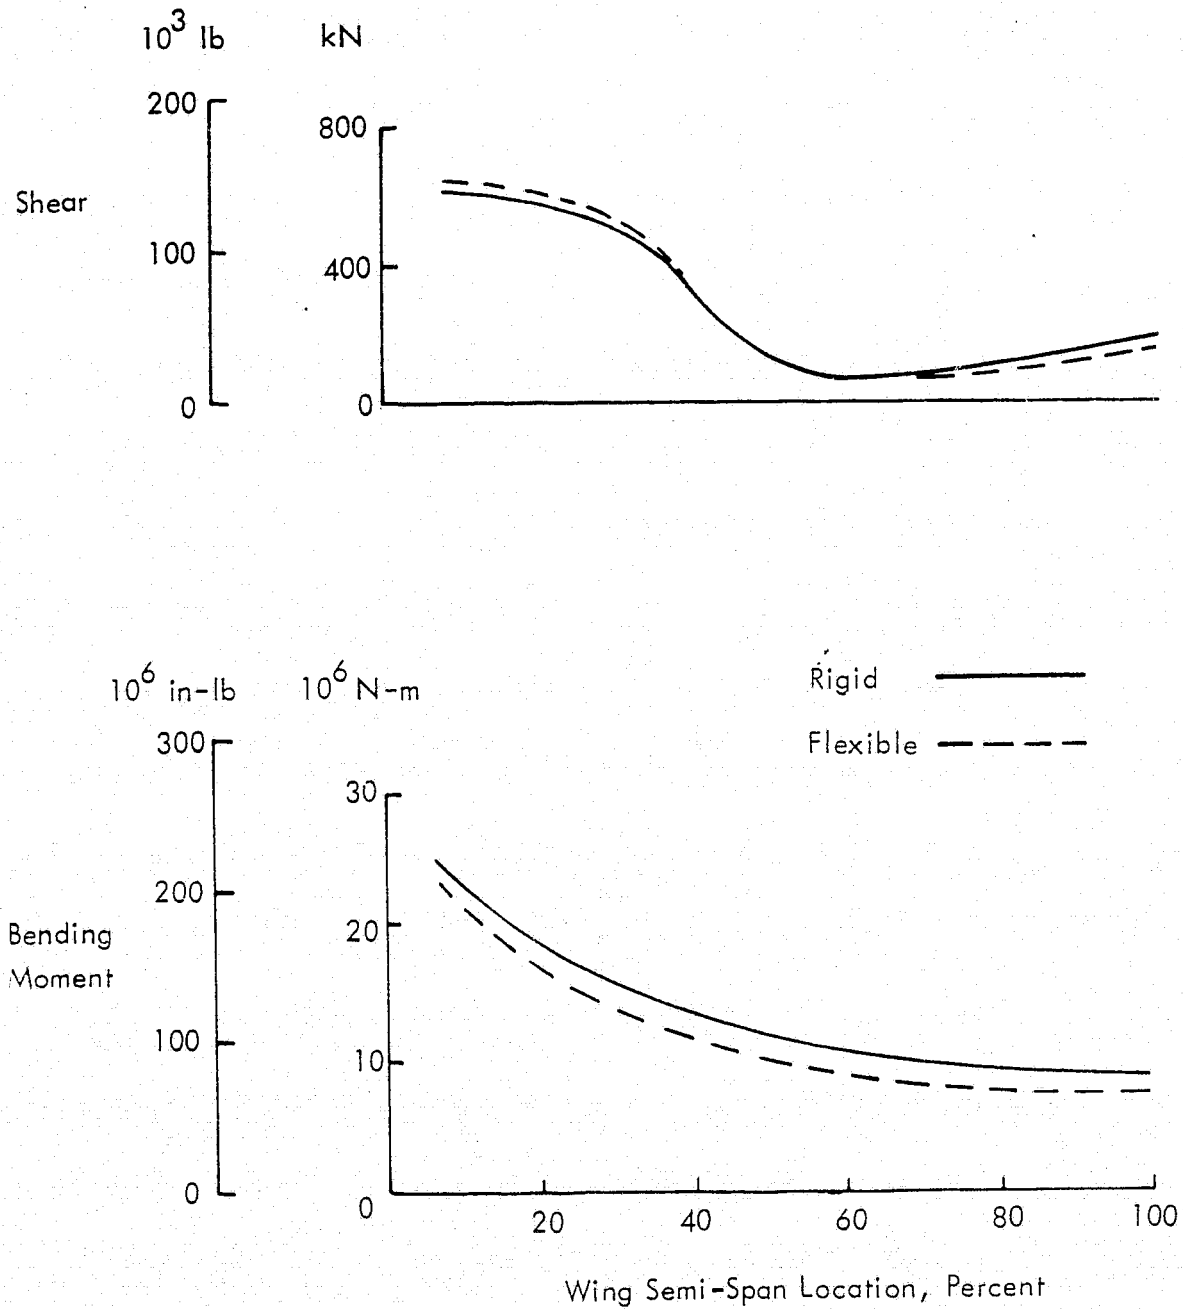 10³ lb kN
200
800
Shear
100
400
0
0
10⁶ in-lb 10⁶ N-m
Rigid
Flexible
300
30
200
20
Bending
Moment
100
10
0
0
20 40 60 80 100
Wing Semi-Span Location, Percent